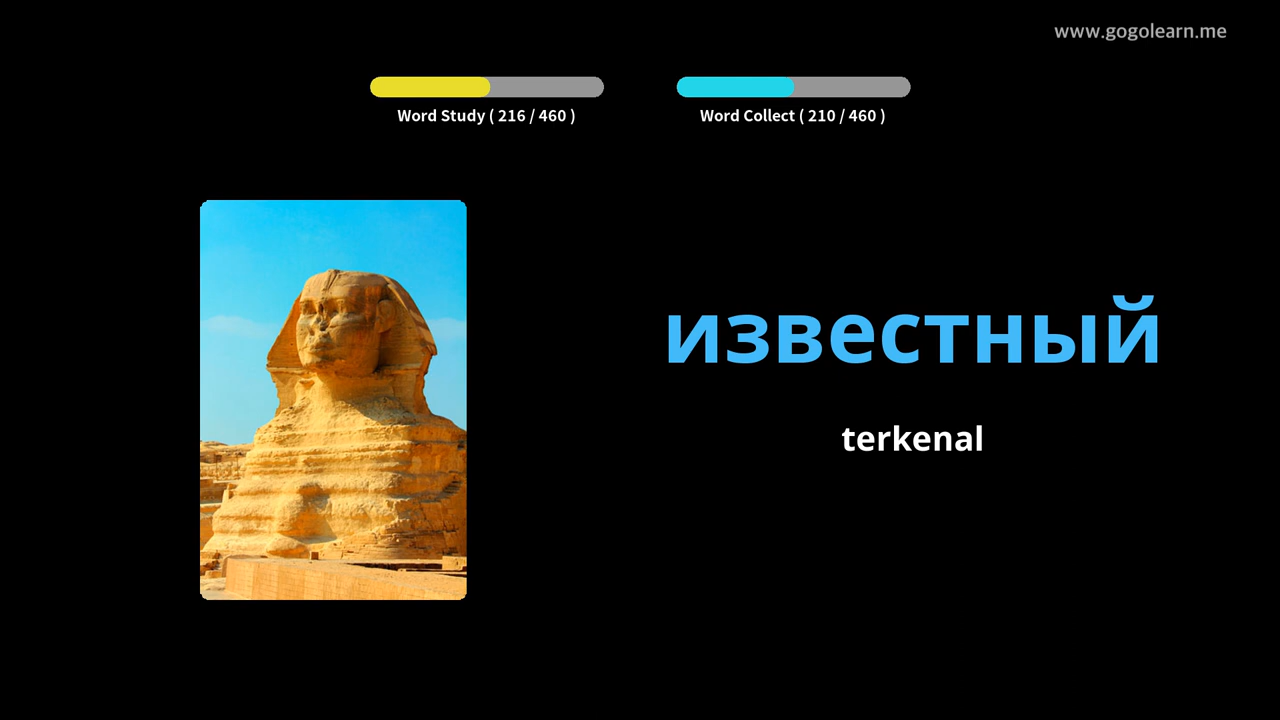 www.gogolearn.me
Word Study ( 216 / 460 )
Word Collect ( 210 / 460 )
известный
terkenal